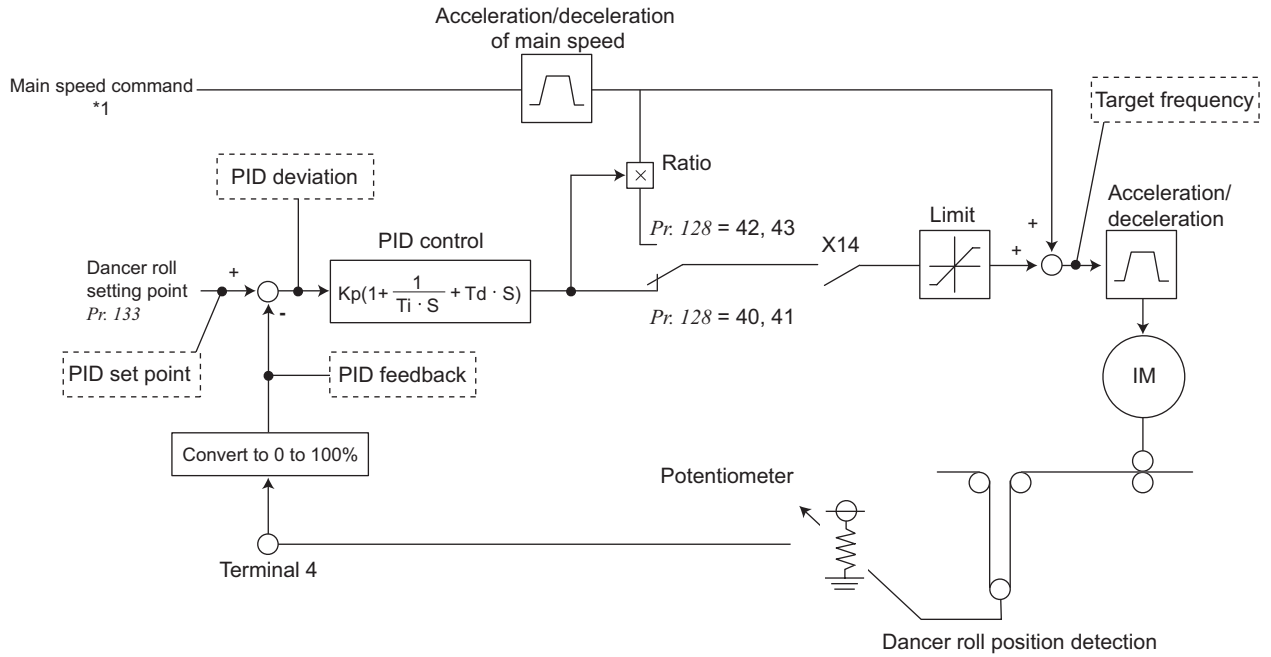 Acceleration/deceleration
of main speed
Main speed command
*1
Target frequency
PID deviation
Ratio
Acceleration/
deceleration
×
Pr. 128 = 42, 43
Limit
PID control
X14
+
+
Dancer roll
setting point
Pr. 133
+
-
Kp(1+ 1/(Ti · S) + Td · S)
Pr. 128 = 40, 41
PID set point
PID feedback
IM
Convert to 0 to 100%
Potentiometer
Terminal 4
Dancer roll position detection